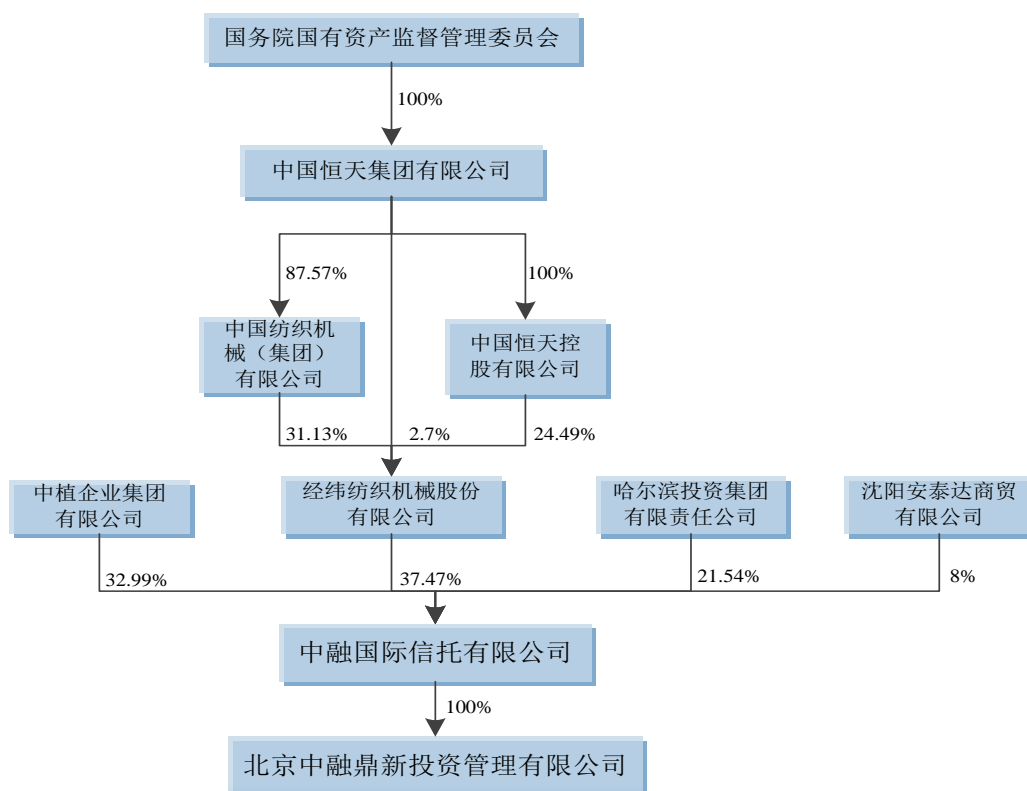 国务院国有资产监督管理委员会
100%
中国恒天集团有限公司
87.57%
100%
中国纺织机
械（集团）
有限公司
中国恒天控
股有限公司
31.13%
2.7%
24.49%
中植企业集团
有限公司
经纬纺织机械股份
有限公司
哈尔滨投资集团
有限责任公司
沈阳安泰达商贸
有限公司
32.99%
37.47%
21.54%
8%
中融国际信托有限公司
100%
北京中融鼎新投资管理有限公司